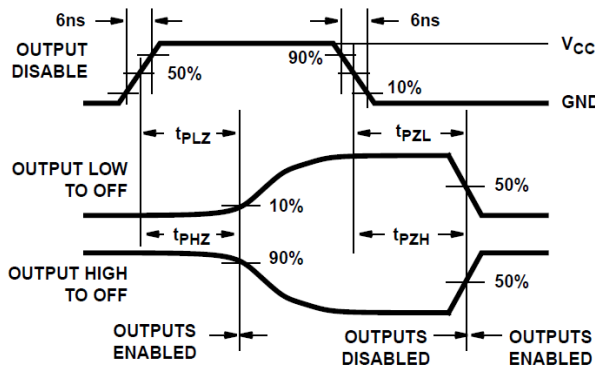 6ns
6ns
OUTPUT
DISABLE
50%
90%
10%
VCC
GND
tPLZ
tPZL
OUTPUT LOW
TO OFF
10%
50%
tPHZ
tPZH
OUTPUT HIGH
TO OFF
90%
50%
OUTPUTS
ENABLED
OUTPUTS
DISABLED
OUTPUTS
ENABLED